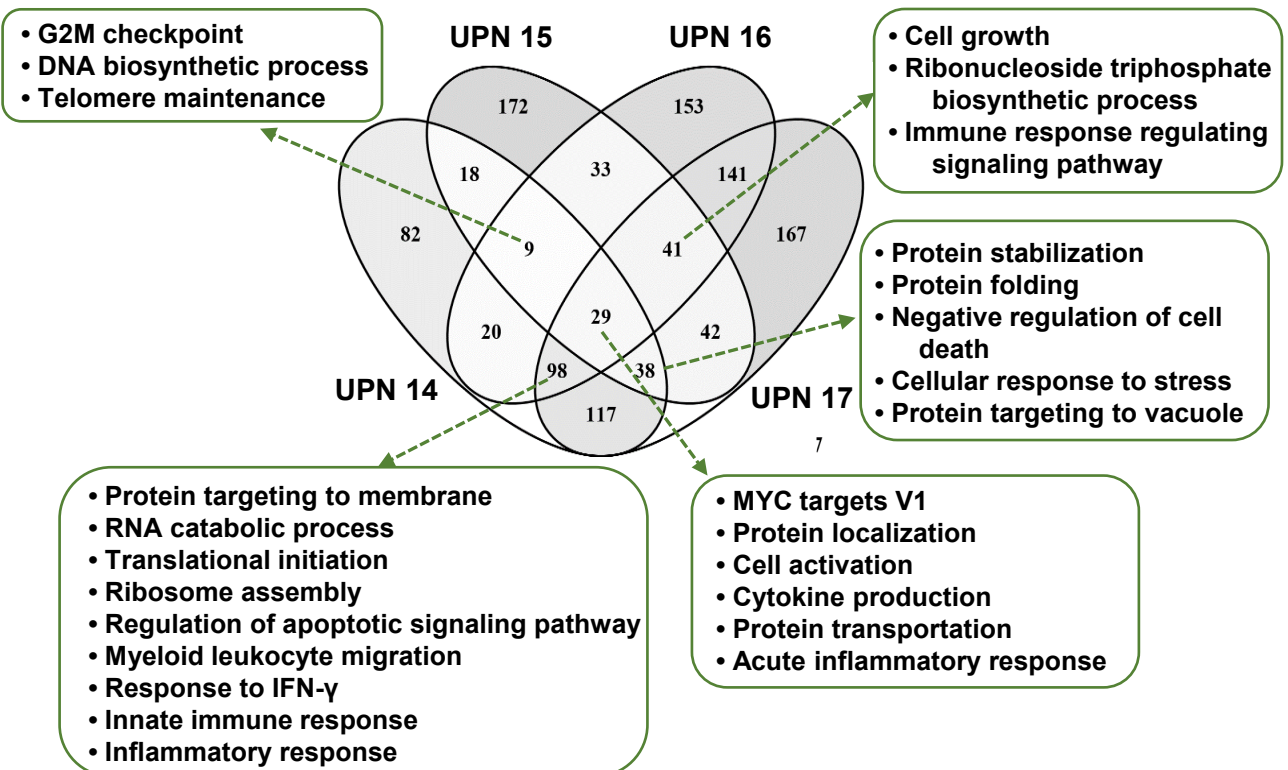 • G2M checkpoint
• DNA biosynthetic process
• Telomere maintenance
UPN 15
UPN 16
• Cell growth
• Ribonucleoside triphosphate
biosynthetic process
• Immune response regulating
signaling pathway
172
153
18
33
141
82
9
41
167
20
29
42
98
38
117
UPN 14
UPN 17
7
• Protein stabilization
• Protein folding
• Negative regulation of cell
death
• Cellular response to stress
• Protein targeting to vacuole
• Protein targeting to membrane
• RNA catabolic process
• Translational initiation
• Ribosome assembly
• Regulation of apoptotic signaling pathway
• Myeloid leukocyte migration
• Response to IFN-γ
• Innate immune response
• Inflammatory response
• MYC targets V1
• Protein localization
• Cell activation
• Cytokine production
• Protein transportation
• Acute inflammatory response